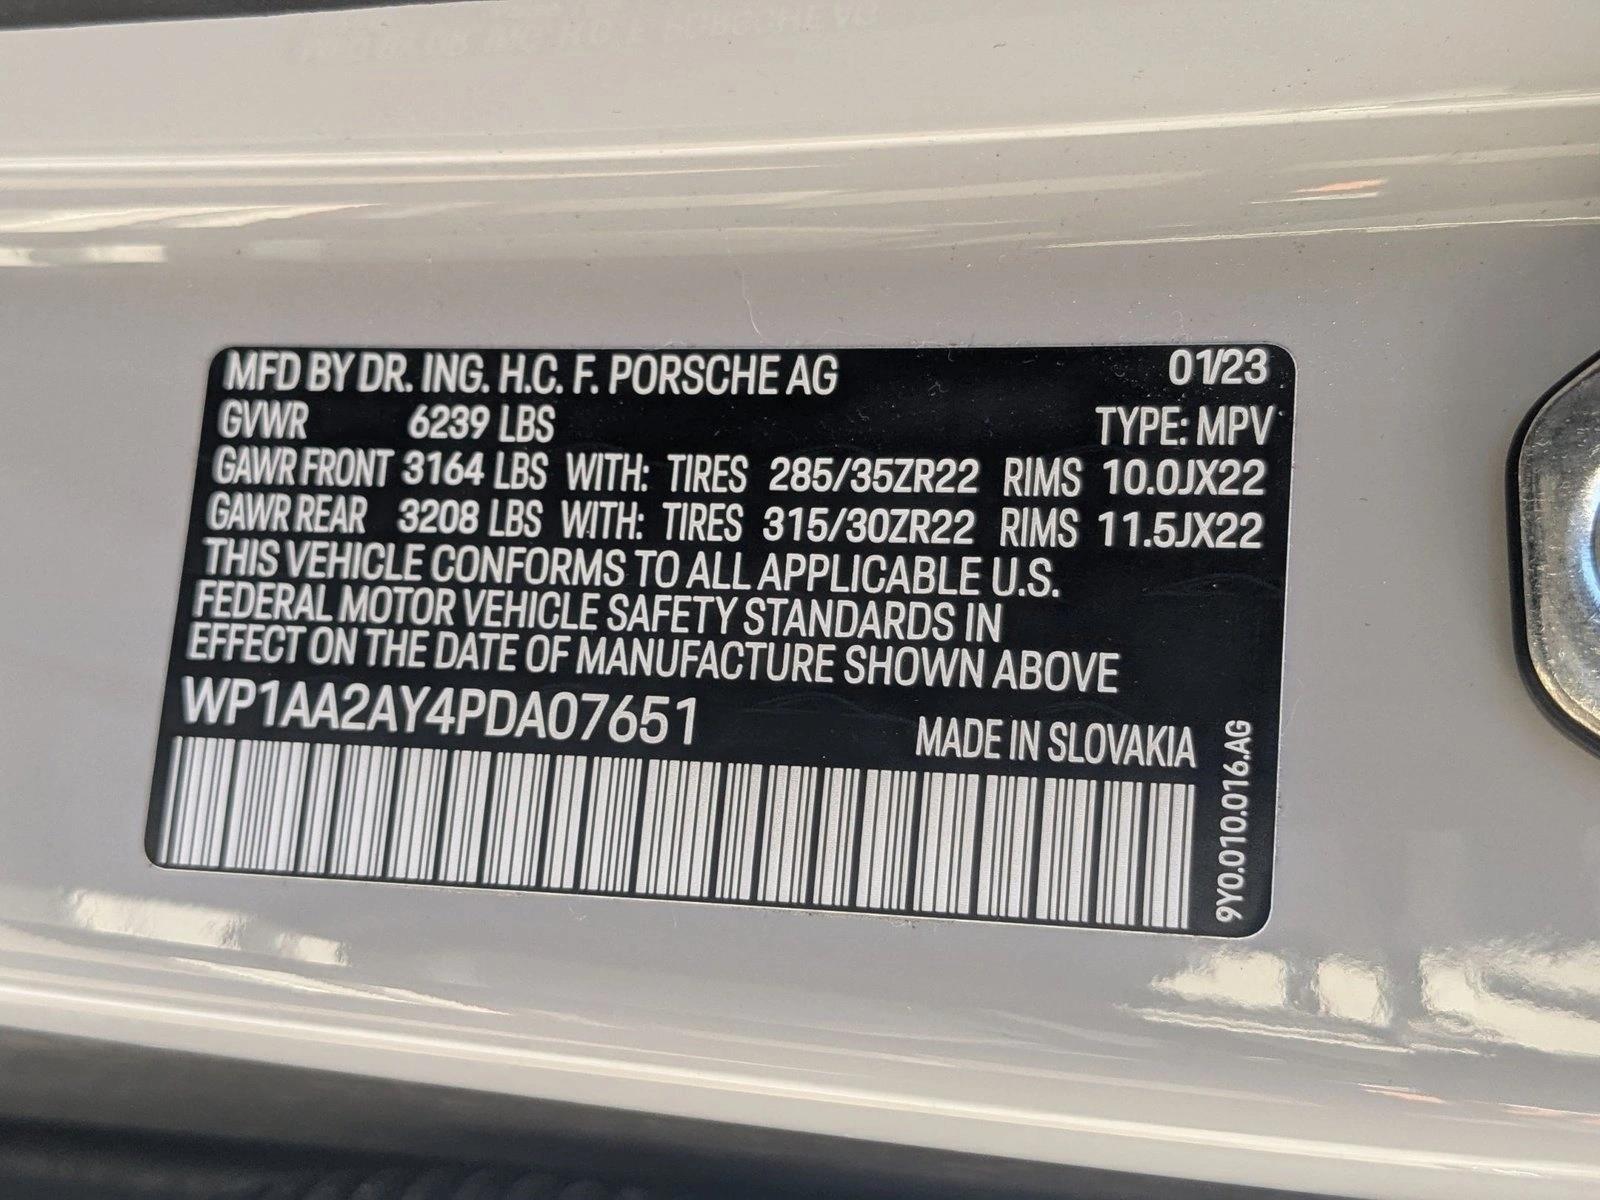 MFD BY DR. ING. H.C. F. PORSCHE AG 01/23
GVWR 6239 LBS TYPE: MPV
GAWR FRONT 3164 LBS WITH: TIRES 285/35ZR22 RIMS 10.0JX22
GAWR REAR 3208 LBS WITH: TIRES 315/30ZR22 RIMS 11.5JX22
THIS VEHICLE CONFORMS TO ALL APPLICABLE U.S.
FEDERAL MOTOR VEHICLE SAFETY STANDARDS IN
EFFECT ON THE DATE OF MANUFACTURE SHOWN ABOVE
WP1AA2AY4PDA07651
MADE IN SLOVAKIA
9Y0.010.016.AG